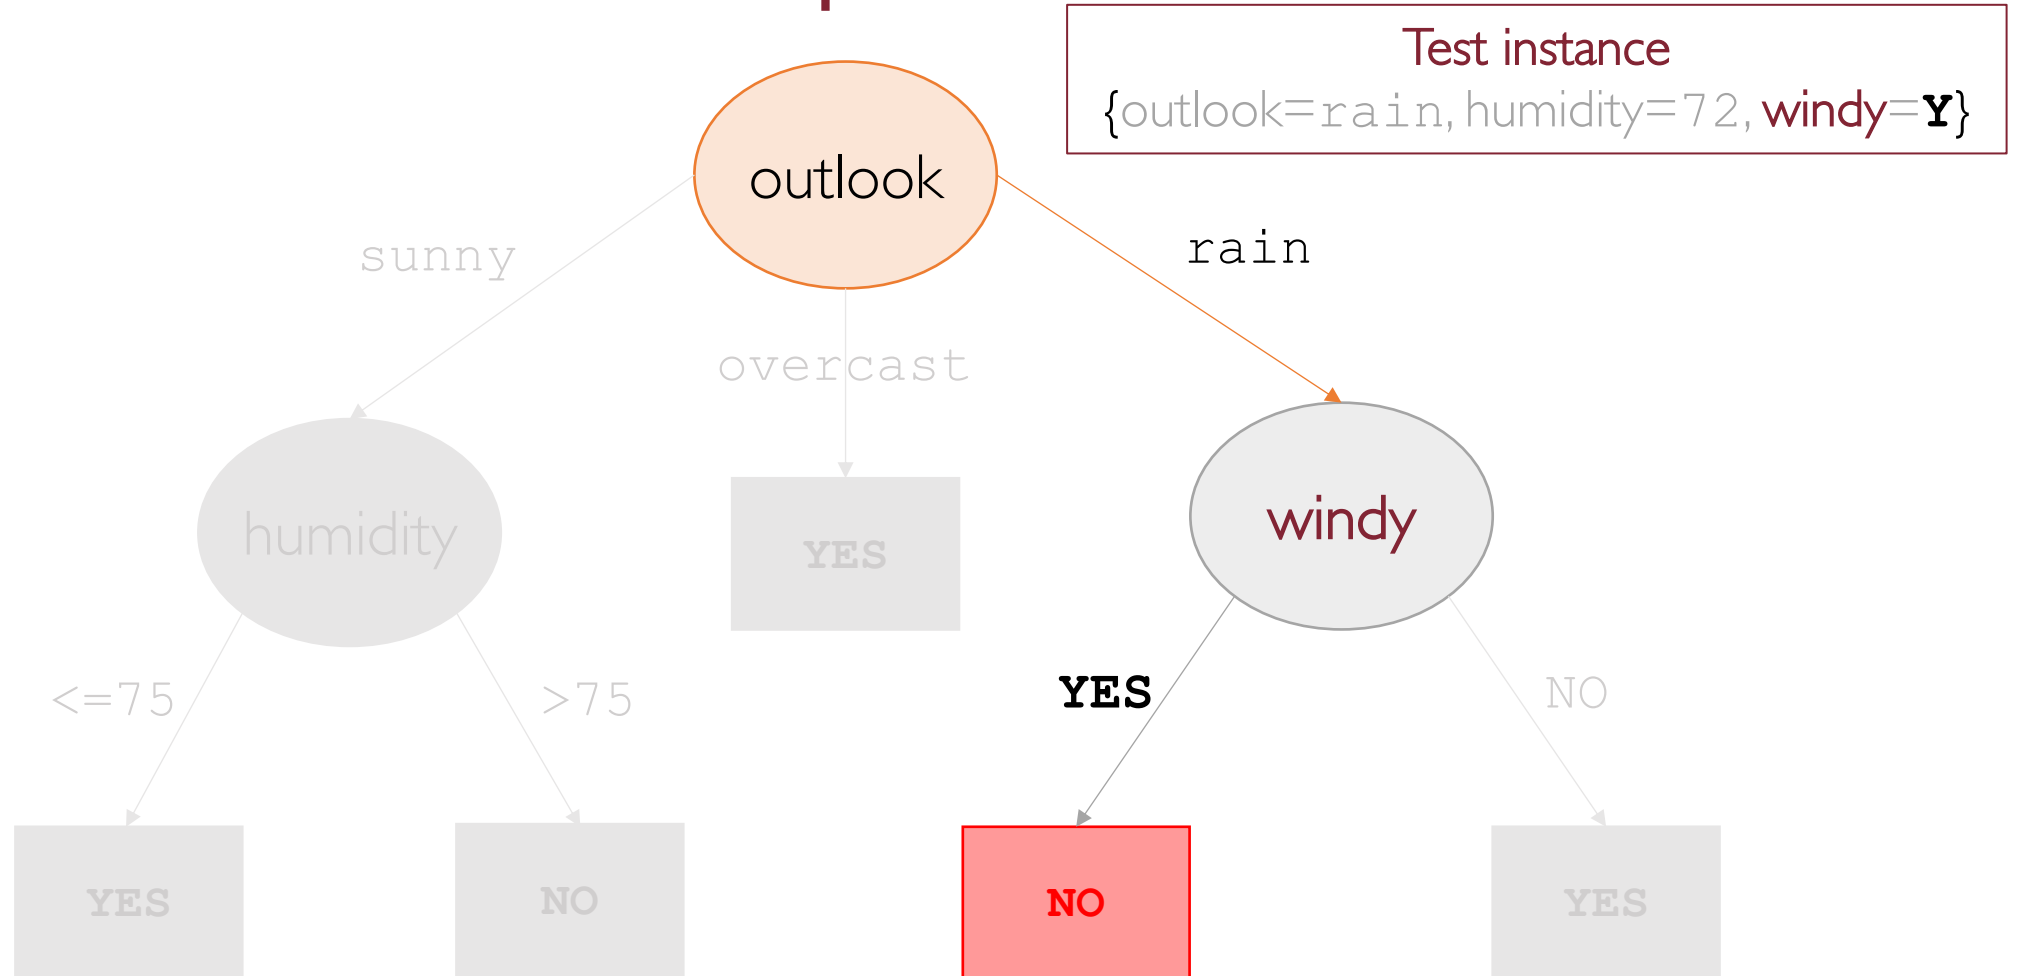 Test instance
{outlook=rain, humidity=72, windy=Y}
outlook
sunny
rain
overcast
humidity
YES
windy
<=75
>75
YES
NO
YES
NO
NO
YES